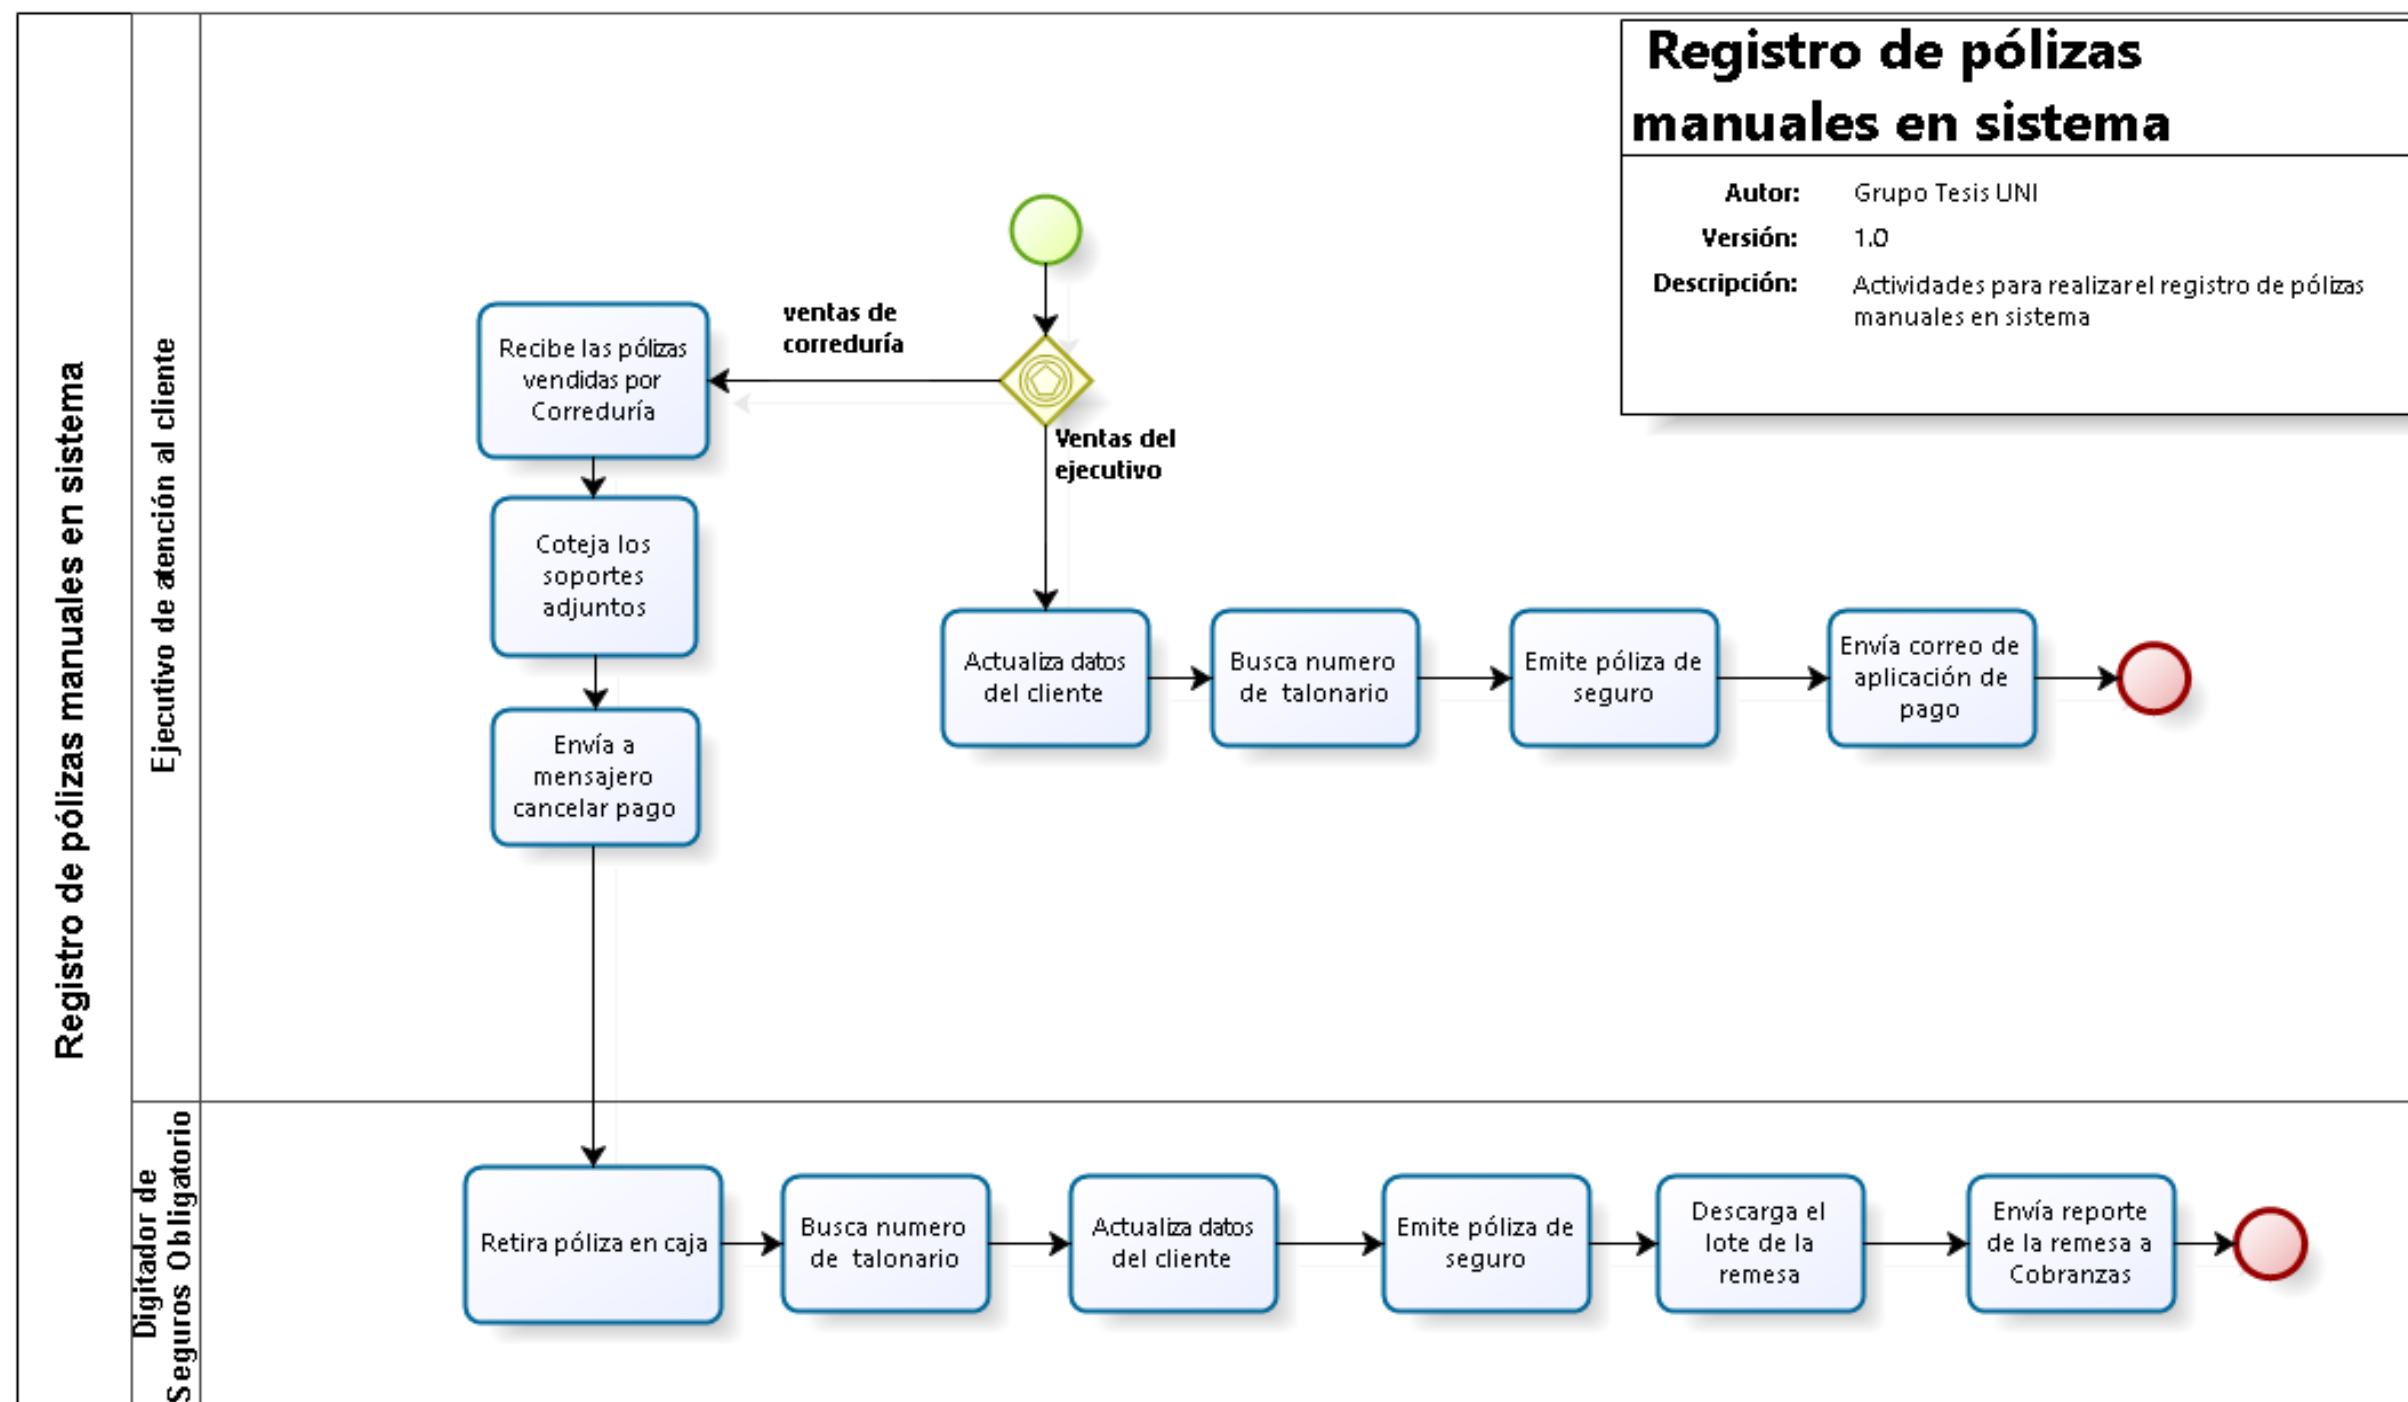 Registro de pólizas
manuales en sistema
Autor: Grupo Tesis UNI
Versión: 1.0
Descripción: Actividades para realizar el registro de pólizas
manuales en sistema
Registro de pólizas manuales en sistema
Ejecutivo de atención al cliente
ventas de
correduría
Recibe las pólizas
vendidas por
Correduría
Ventas del
ejecutivo
Coteja los
soportes
adjuntos
Envía a
mensajero
cancelar pago
Actualiza datos
del cliente
Busca numero
de talonario
Emite póliza de
seguro
Envía correo de
aplicación de
pago
Digitador de
Seguros Obligatorio
Retira póliza en caja
Busca numero
de talonario
Actualiza datos
del cliente
Emite póliza de
seguro
Descarga el
lote de la
remesa
Envía reporte
de la remesa a
Cobranzas